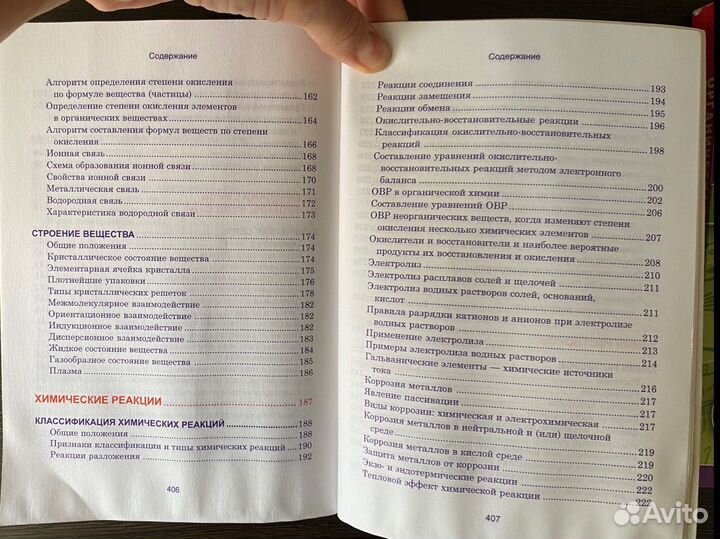 Содержание
Алгоритм определения степени окисления
по формуле вещества (частицы) 162
Определение степени окисления элементов
в органических веществах 164
Алгоритм составления формул веществ по степени
окисления 166
Ионная связь 168
Схема образования ионной связи 168
Свойства ионной связи 170
Металлическая связь 171
Водородная связь 172
Характеристика водородной связи 173
СТРОЕНИЕ ВЕЩЕСТВА 174
Общие положения 174
Кристаллическое состояние вещества 174
Элементарная ячейка кристалла 175
Плотнейшие упаковки 176
Типы кристаллических решеток 178
Межмолекулярное взаимодействие 182
Ориентационное взаимодействие 182
Индукционное взаимодействие 182
Дисперсионное взаимодействие 183
Жидкое состояние вещества 184
Газообразное состояние вещества 185
Плазма 186
ХИМИЧЕСКИЕ РЕАКЦИИ 187
КЛАССИФИКАЦИЯ ХИМИЧЕСКИХ РЕАКЦИЙ 188
Общие положения 188
Признаки классификации и типы химических реакций 190
Реакции разложения 192
406
Содержание
Реакции соединения 193
Реакции замещения 194
Реакции обмена 195
Окислительно-восстановительные реакции 196
Классификация окислительно-восстановительных
реакций 198
Составление уравнений окислительно-
восстановительных реакций методом электронного
баланса 200
ОВР в органической химии 202
Составление уравнений ОВР 206
ОВР неорганических веществ, когда изменяют степени
окисления несколько химических элементов 207
Окислители и восстановители и наиболее вероятные
продукты их восстановления и окисления 208
Электролиз 210
Электролиз расплавов солей и щелочей 211
Электролиз водных растворов солей, оснований,
кислот 211
Правила разрядки катионов и анионов при электролизе
водных растворов 212
Применение электролиза 213
Примеры электролиза водных растворов 214
Гальванические элементы — химические источники
тока 216
Коррозия металлов 217
Явление пассивации 217
Виды коррозии: химическая и электрохимическая 217
Коррозия металлов в нейтральной и (или) щелочной
среде 219
Коррозия металлов в кислой среде 219
Защита металлов от коррозии 220
Экзо- и эндотермические реакции 222
Тепловой эффект химической реакции 222
407
Avito